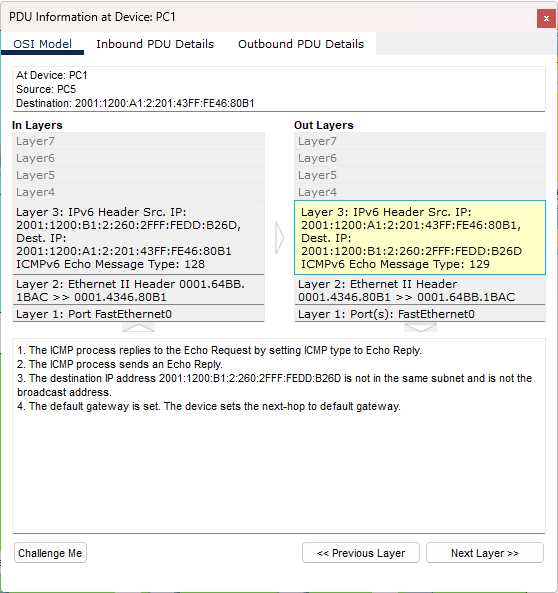 PDU Information at Device: PC1
x
OSI Model Inbound PDU Details Outbound PDU Details
At Device: PC1
Source: PC5
Destination: 2001:1200:A1:2:201:43FF:FE46:80B1
In Layers
Layer7
Layer6
Layer5
Layer4
Layer 3: IPv6 Header Src. IP:
2001:1200:B1:2:260:2FFF:FEDD:B26D,
Dest. IP:
2001:1200:A1:2:201:43FF:FE46:80B1
ICMPv6 Echo Message Type: 128
Layer 2: Ethernet II Header 0001.64BB.
1BAC >> 0001.4346.80B1
Layer 1: Port FastEthernet0
Out Layers
Layer7
Layer6
Layer5
Layer4
Layer 3: IPv6 Header Src. IP:
2001:1200:A1:2:201:43FF:FE46:80B1,
Dest. IP:
2001:1200:B1:2:260:2FFF:FEDD:B26D
ICMPv6 Echo Message Type: 129
Layer 2: Ethernet II Header
0001.4346.80B1 >> 0001.64BB.1BAC
Layer 1: Port(s): FastEthernet0
1. The ICMP process replies to the Echo Request by setting ICMP type to Echo Reply.
2. The ICMP process sends an Echo Reply.
3. The destination IP address 2001:1200:B1:2:260:2FFF:FEDD:B26D is not in the same subnet and is not the
broadcast address.
4. The default gateway is set. The device sets the next-hop to default gateway.
Challenge Me << Previous Layer Next Layer >>